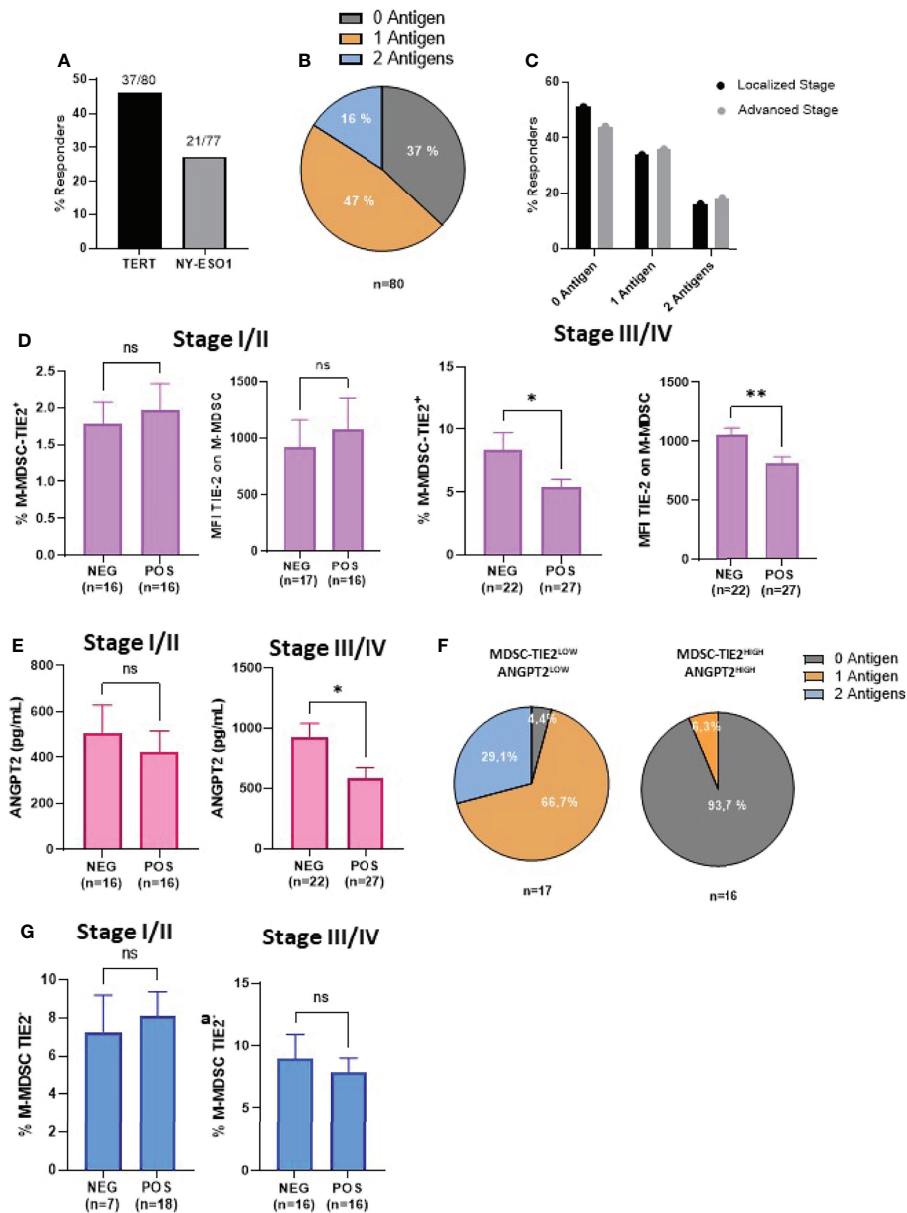 0 Antigen
1 Antigen
2 Antigens
A
37/80
21/77
% Responders
50
40
30
20
10
0
TERT
NY-ESO1
B
16 %
37 %
47 %
n=80
C
Localized Stage
Advanced Stage
% Responders
60
40
20
0
0 Antigen
1 Antigen
2 Antigens
D
Stage I/II
Stage III/IV
ns
% M-MDSC-TIE2+
2.5
2.0
1.5
1.0
0.5
0.0
NEG
(n=16)
POS
(n=16)
ns
MFI TIE-2 on M-MDSC
1500
1000
500
0
NEG
(n=17)
POS
(n=16)
*
% M-MDSC-TIE2+
15
10
5
0
NEG
(n=22)
POS
(n=27)
**
MFI TIE-2 on M-MDSC
1500
1000
500
0
NEG
(n=22)
POS
(n=27)
E
Stage I/II
ns
ANGPT2 (pg/mL)
800
600
400
200
0
NEG
(n=16)
POS
(n=16)
Stage III/IV
*
ANGPT2 (pg/mL)
1500
1000
500
0
NEG
(n=22)
POS
(n=27)
F
MDSC-TIE2LOW
ANGPT2LOW
4,4%
29,1%
66,7%
n=17
MDSC-TIE2HIGH
ANGPT2HIGH
6,3%
93,7 %
n=16
0 Antigen
1 Antigen
2 Antigens
G
Stage I/II
ns
% M-MDSC TIE2-
10
8
6
4
2
0
NEG
(n=7)
POS
(n=18)
Stage III/IV
ns
a
% M-MDSC TIE2-
15
10
5
0
NEG
(n=16)
POS
(n=16)